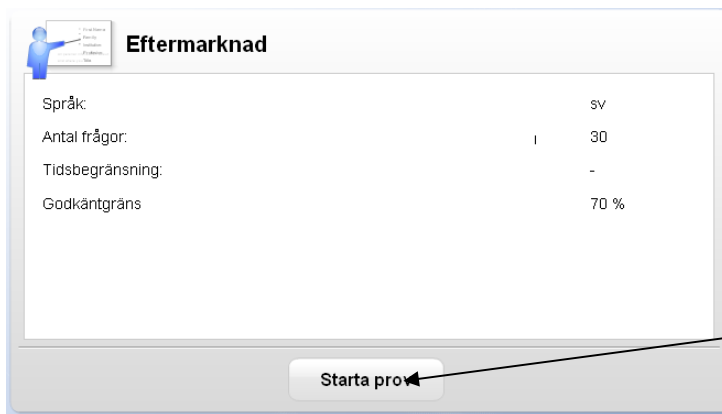 Eftermarknad
Språk: sv
Antal frågor: 30
Tidsbegränsning: -
Godkäntgräns 70 %
Starta prov